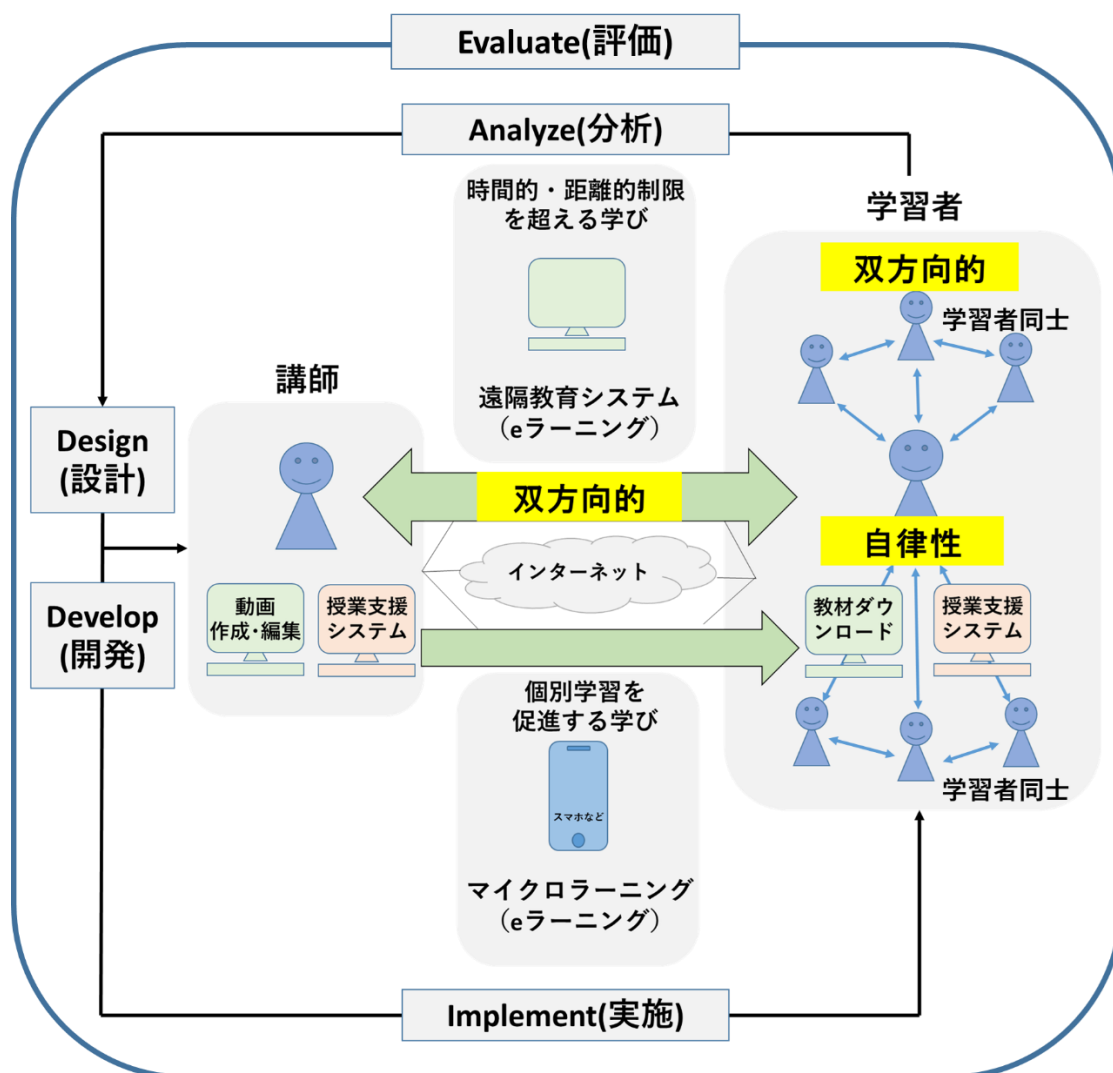 Evaluate(評価)
Analyze(分析)
時間的・距離的制限
を超える学び
学習者
双方向的
学習者同士
講師
遠隔教育システム
（eラーニング）
Design
(設計)
双方向的
自律性
インターネット
Develop
(開発)
動画
作成･編集
授業支援
システム
教材ダウ
ンロード
授業支援
システム
個別学習を
促進する学び
スマホなど
学習者同士
マイクロラーニング
（eラーニング）
Implement(実施)